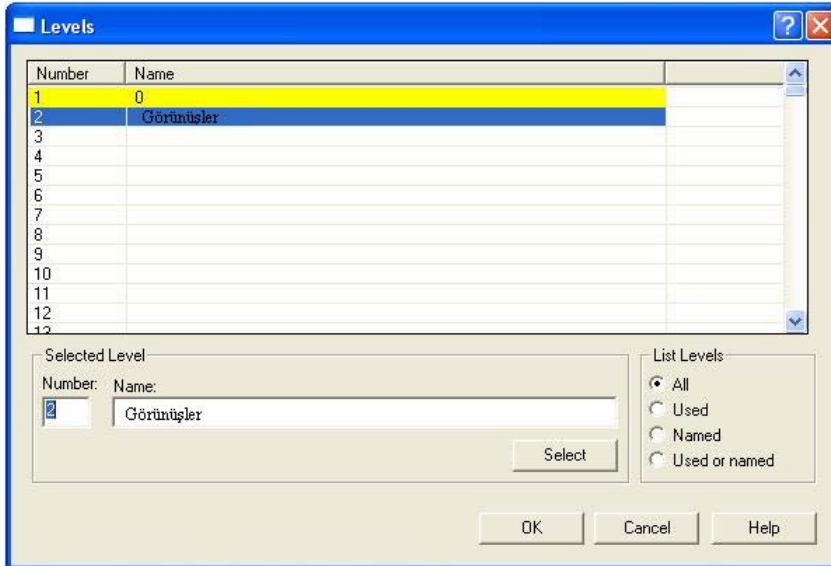 Levels
Number Name
1 0
2 Görünüşler
3
4
5
6
7
8
9
10
11
12
13
Selected Level
Number: Name:
2 Görünüşler
Select
List Levels
All
Used
Named
Used or named
OK Cancel Help